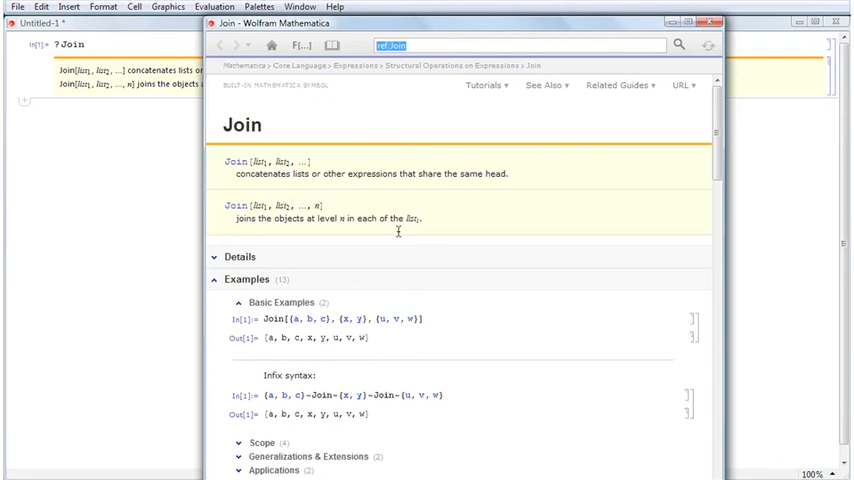 File Edit Insert Format Cell Graphics Evaluation Palettes Window Help
Untitled-1 *
In[1]:= ?Join
Join[list1, list2, ...] concatenates lists or
Join[list1, list2, ..., n] joins the objects a
Join - Wolfram Mathematica
F[...]
ref/Join
Mathematica > Core Language > Expressions > Structural Operations on Expressions > Join
BUILT-IN MATHEMATICA SYMBOL
Tutorials See Also Related Guides URL
Join
Join[list1, list2, ...]
concatenates lists or other expressions that share the same head.
Join[list1, list2, ..., n]
joins the objects at level n in each of the listi.
Details
Examples (13)
Basic Examples (2)
In[1]:= Join[{a, b, c}, {x, y}, {u, v, w}]
Out[1]= {a, b, c, x, y, u, v, w}
Infix syntax:
In[1]:= {a, b, c}~Join~{x, y}~Join~{u, v, w}
Out[1]= {a, b, c, x, y, u, v, w}
Scope (4)
Generalizations & Extensions (2)
Applications (2)
100%